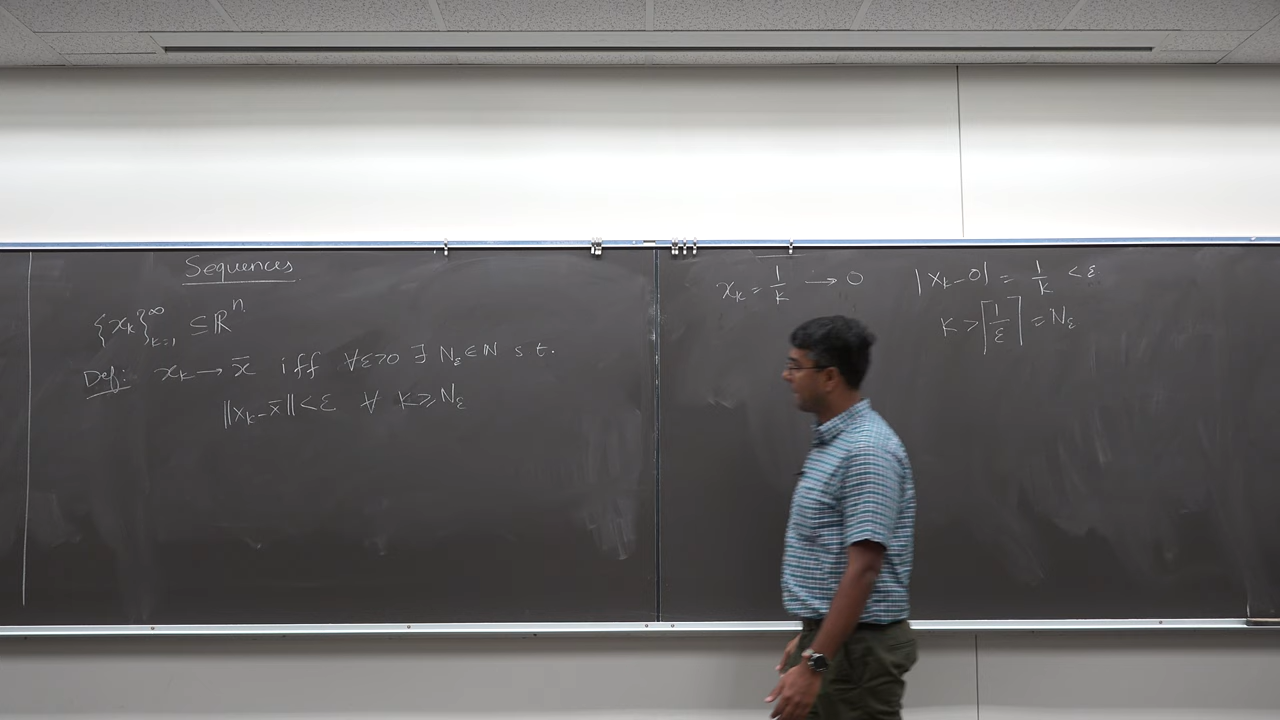 Sequences
{x_k}_{k=1}^∞ ⊆ ℝ^n
Def: x_k → x̄ iff ∀ε>0 ∃ N_ε ∈ ℕ s.t.
||x_k - x̄|| < ε ∀ k ⩾ N_ε
x_k = 1/k → 0
|x_k - 0| = 1/k < ε
k > ⌈1/ε⌉ = N_ε